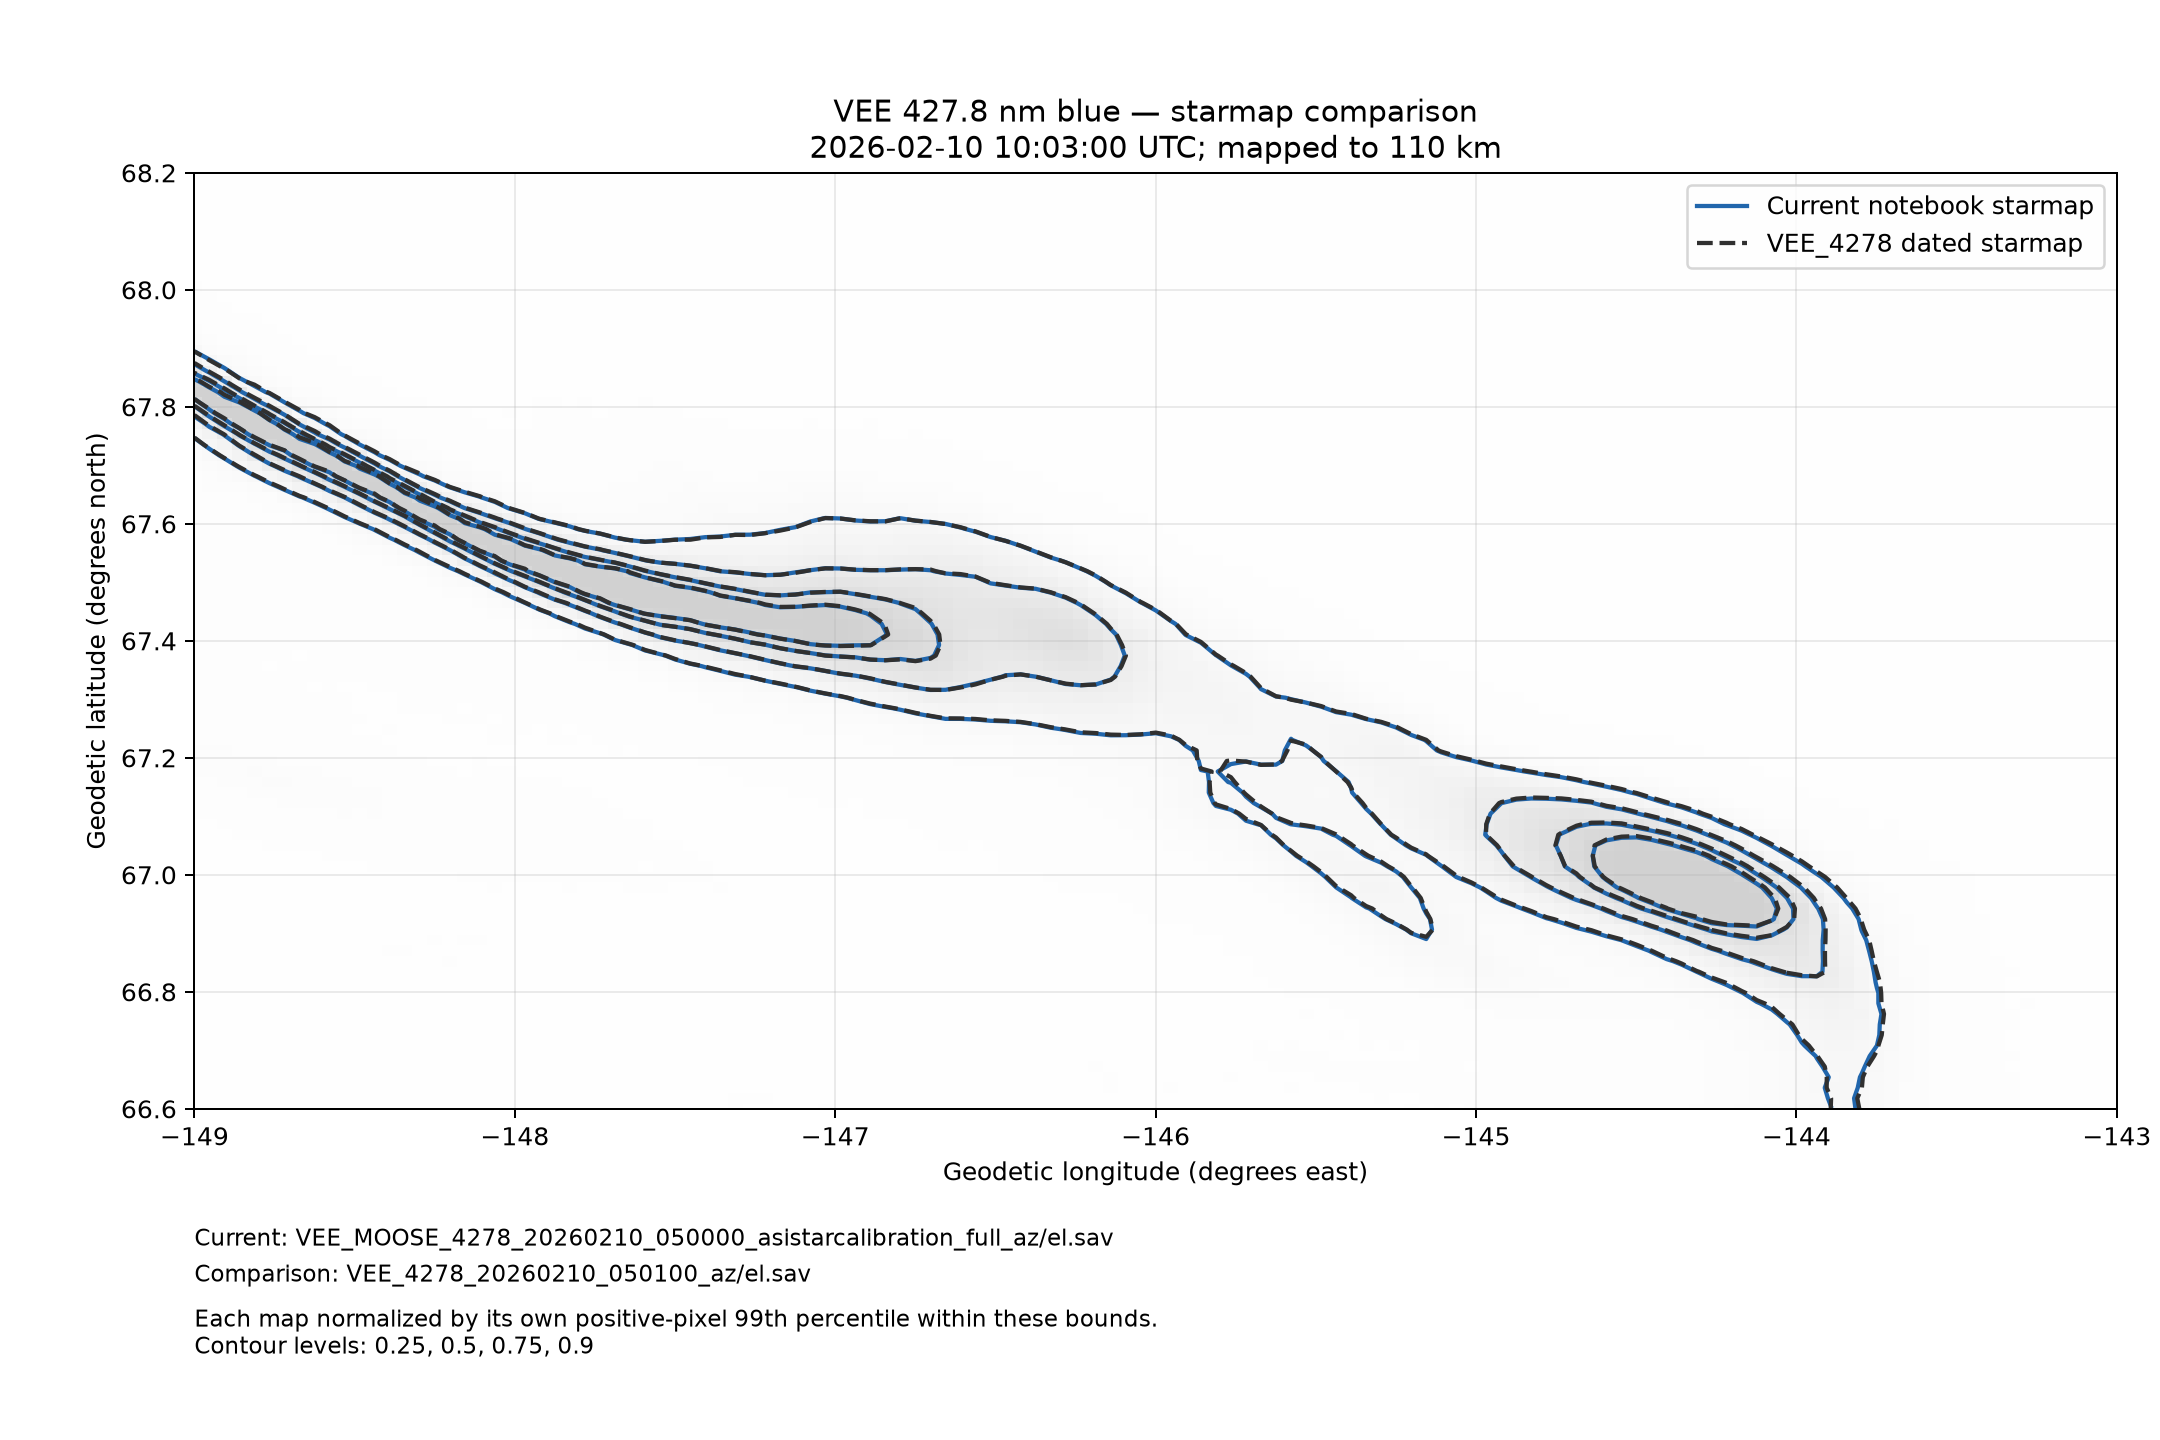 VEE 427.8 nm blue — starmap comparison
2026-02-10 10:03:00 UTC; mapped to 110 km
Current notebook starmap
VEE_4278 dated starmap
Geodetic latitude (degrees north)
68.2
68.0
67.8
67.6
67.4
67.2
67.0
66.8
66.6
−149
−148
−147
−146
−145
−144
−143
Geodetic longitude (degrees east)
Current: VEE_MOOSE_4278_20260210_050000_asistarcalibration_full_az/el.sav
Comparison: VEE_4278_20260210_050100_az/el.sav
Each map normalized by its own positive-pixel 99th percentile within these bounds.
Contour levels: 0.25, 0.5, 0.75, 0.9